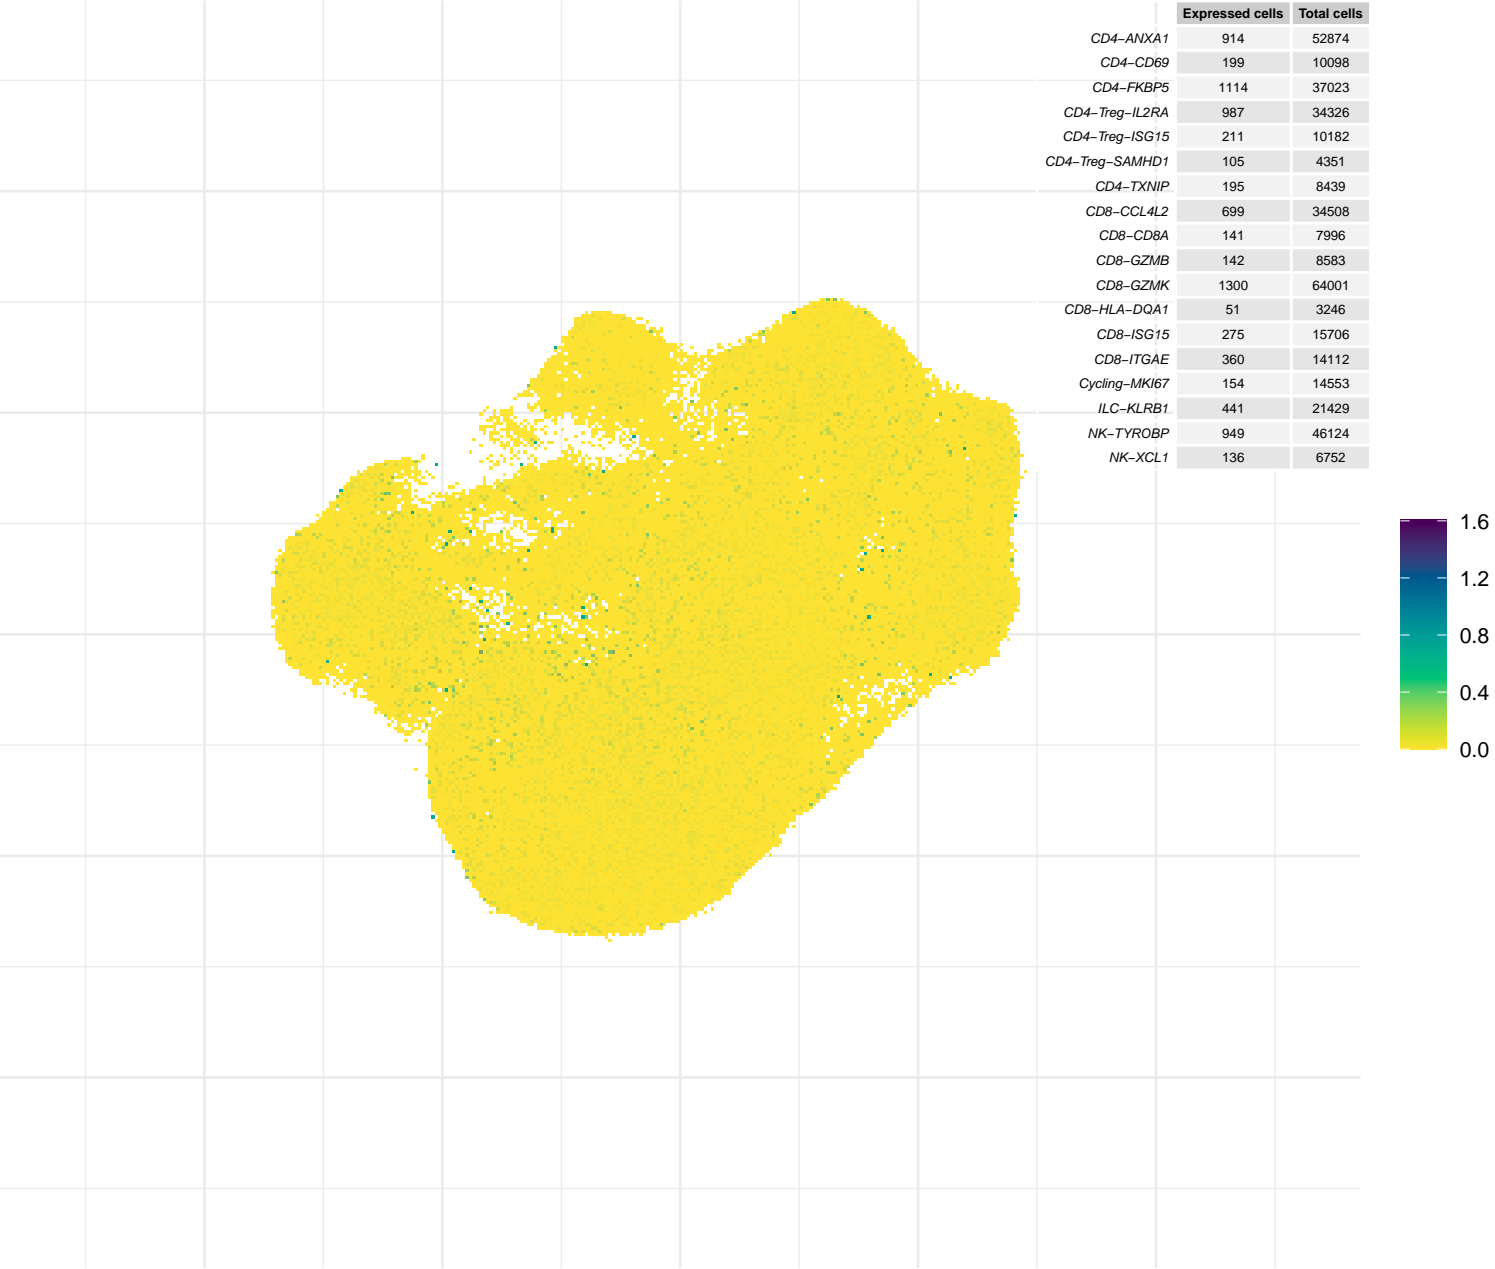 Expressed cells Total cells
CD4−ANXA1 914 52874
CD4−CD69 199 10098
CD4−FKBP5 1114 37023
CD4−Treg−IL2RA 987 34326
CD4−Treg−ISG15 211 10182
CD4−Treg−SAMHD1 105 4351
CD4−TXNIP 195 8439
CD8−CCL4L2 699 34508
CD8−CD8A 141 7996
CD8−GZMB 142 8583
CD8−GZMK 1300 64001
CD8−HLA−DQA1 51 3246
CD8−ISG15 275 15706
CD8−ITGAE 360 14112
Cycling−MKI67 154 14553
ILC−KLRB1 441 21429
NK−TYROBP 949 46124
NK−XCL1 136 6752
1.6
1.2
0.8
0.4
0.0